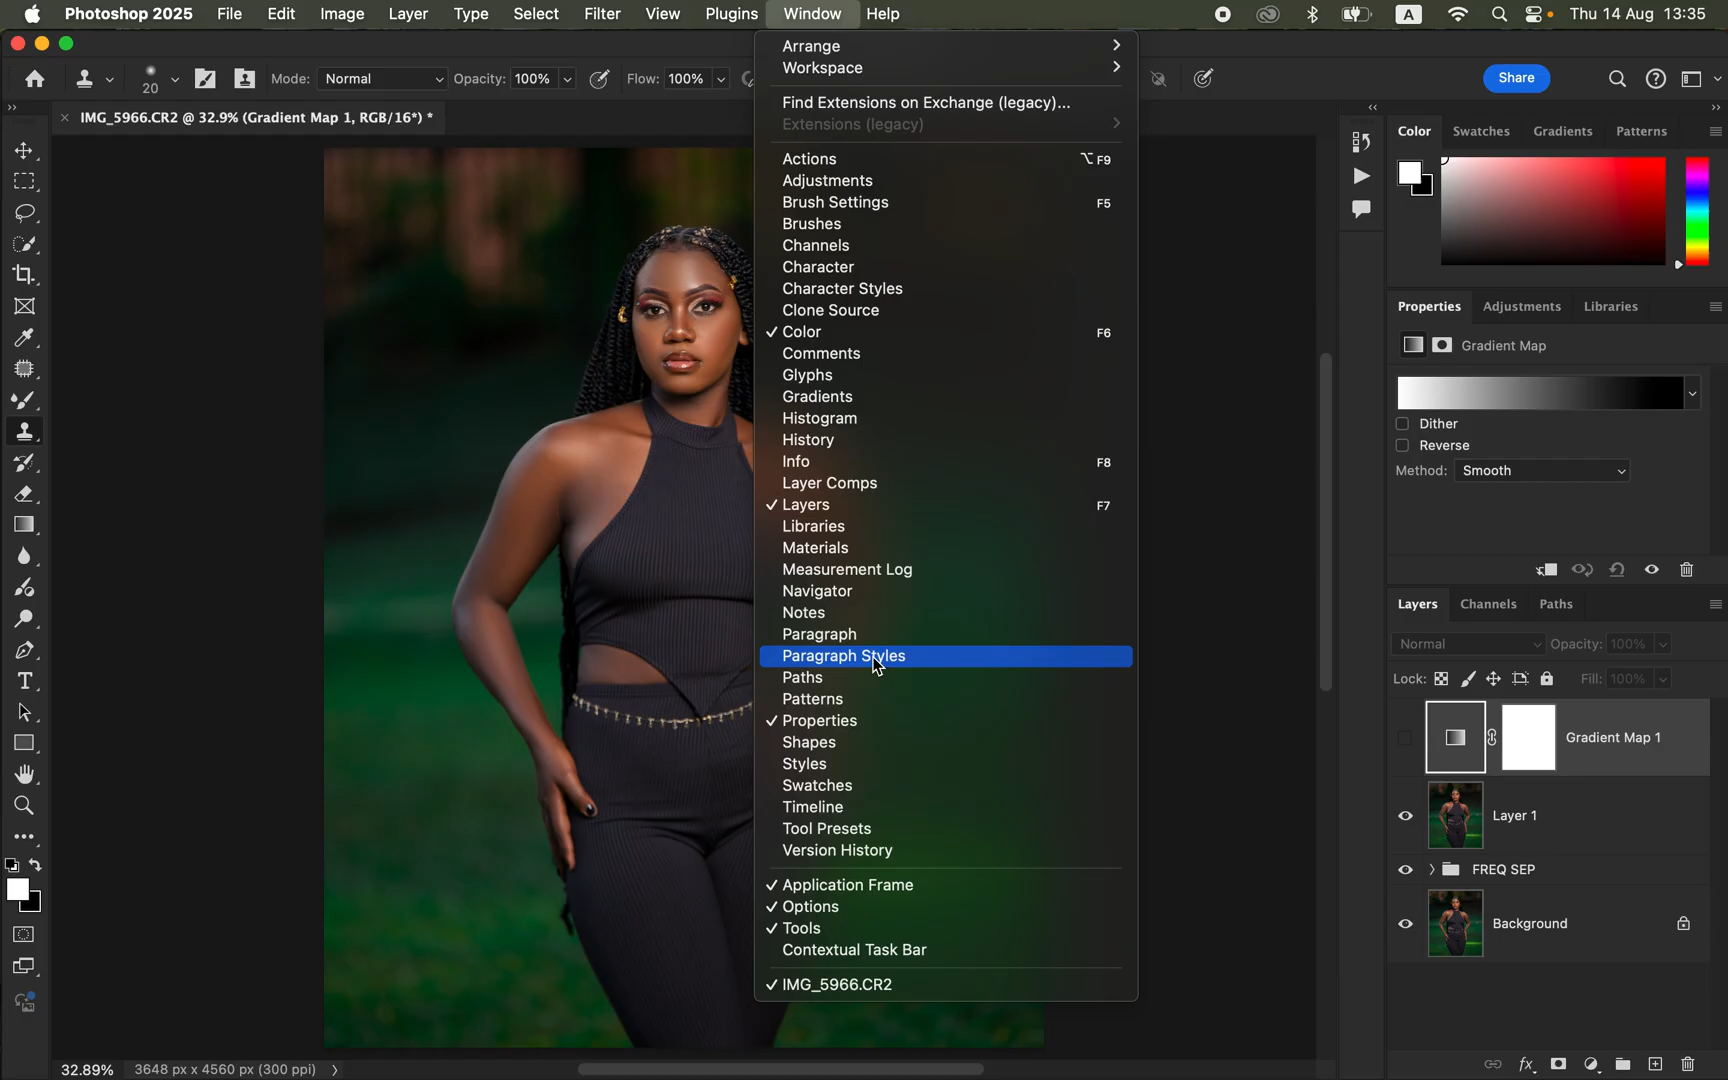 Photoshop 2025 File Edit Image Layer Type Select Filter View Plugins Window Help A Thu 14 Aug 13:35
20 Mode: Normal Opacity: 100% Flow: 100% Share
× IMG_5966.CR2 @ 32.9% (Gradient Map 1, RGB/16*) *
Arrange
Workspace
Find Extensions on Exchange (legacy)...
Extensions (legacy)
Actions ⌥ F9
Adjustments
Brush Settings F5
Brushes
Channels
Character
Character Styles
Clone Source
✓ Color F6
Comments
Glyphs
Gradients
Histogram
History
Info F8
Layer Comps
✓ Layers F7
Libraries
Materials
Measurement Log
Navigator
Notes
Paragraph
Paragraph Styles
Paths
Patterns
✓ Properties
Shapes
Styles
Swatches
Timeline
Tool Presets
Version History
✓ Application Frame
✓ Options
✓ Tools
Contextual Task Bar
✓ IMG_5966.CR2
Color Swatches Gradients Patterns
Properties Adjustments Libraries
Gradient Map
Dither
Reverse
Method: Smooth
Layers Channels Paths
Normal Opacity: 100%
Lock: Fill: 100%
Gradient Map 1
Layer 1
FREQ SEP
Background
fx
32.89% 3648 px x 4560 px (300 ppi)